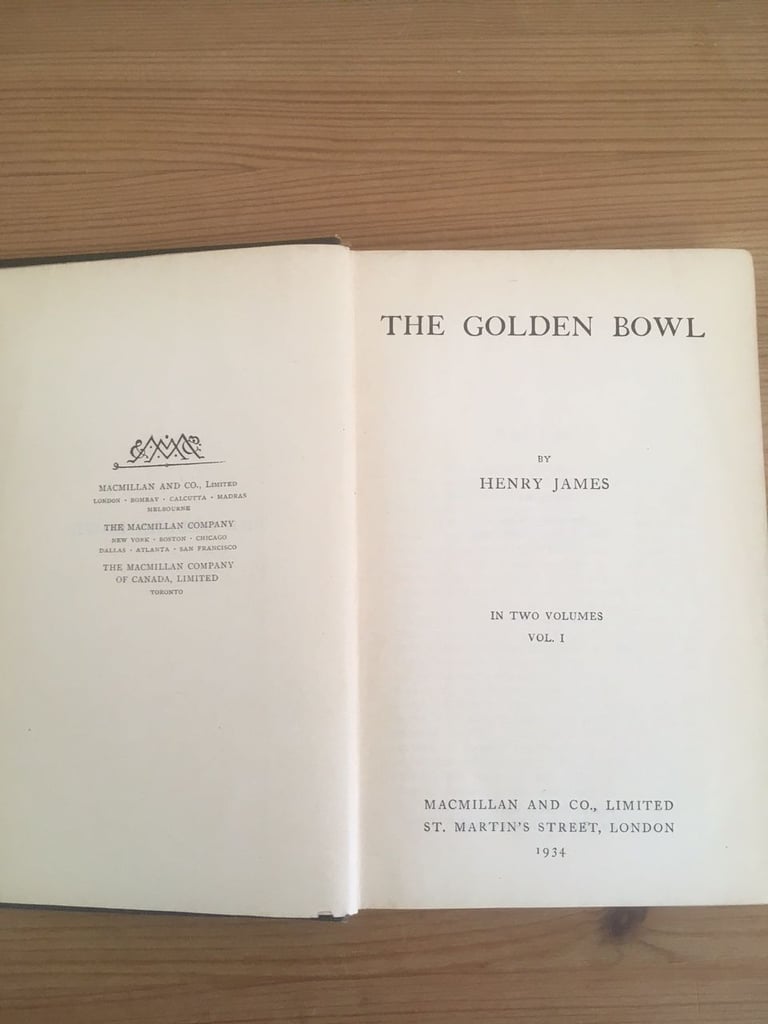 MACMILLAN AND CO., LIMITED
LONDON · BOMBAY · CALCUTTA · MADRAS
MELBOURNE
THE MACMILLAN COMPANY
NEW YORK · BOSTON · CHICAGO
DALLAS · ATLANTA · SAN FRANCISCO
THE MACMILLAN COMPANY
OF CANADA, LIMITED
TORONTO
THE GOLDEN BOWL
BY
HENRY JAMES
IN TWO VOLUMES
VOL. I
MACMILLAN AND CO., LIMITED
ST. MARTIN'S STREET, LONDON
1934